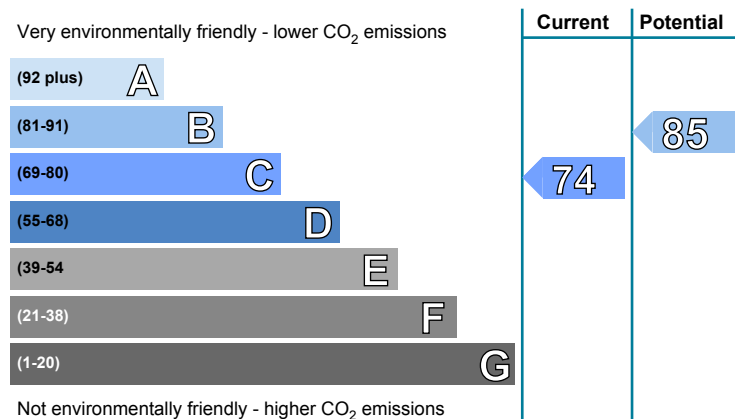 Very environmentally friendly - lower CO2 emissions
Current
Potential
(92 plus) A
(81-91) B
(69-80) C
(55-68) D
(39-54 E
(21-38) F
(1-20) G
74
85
Not environmentally friendly - higher CO2 emissions